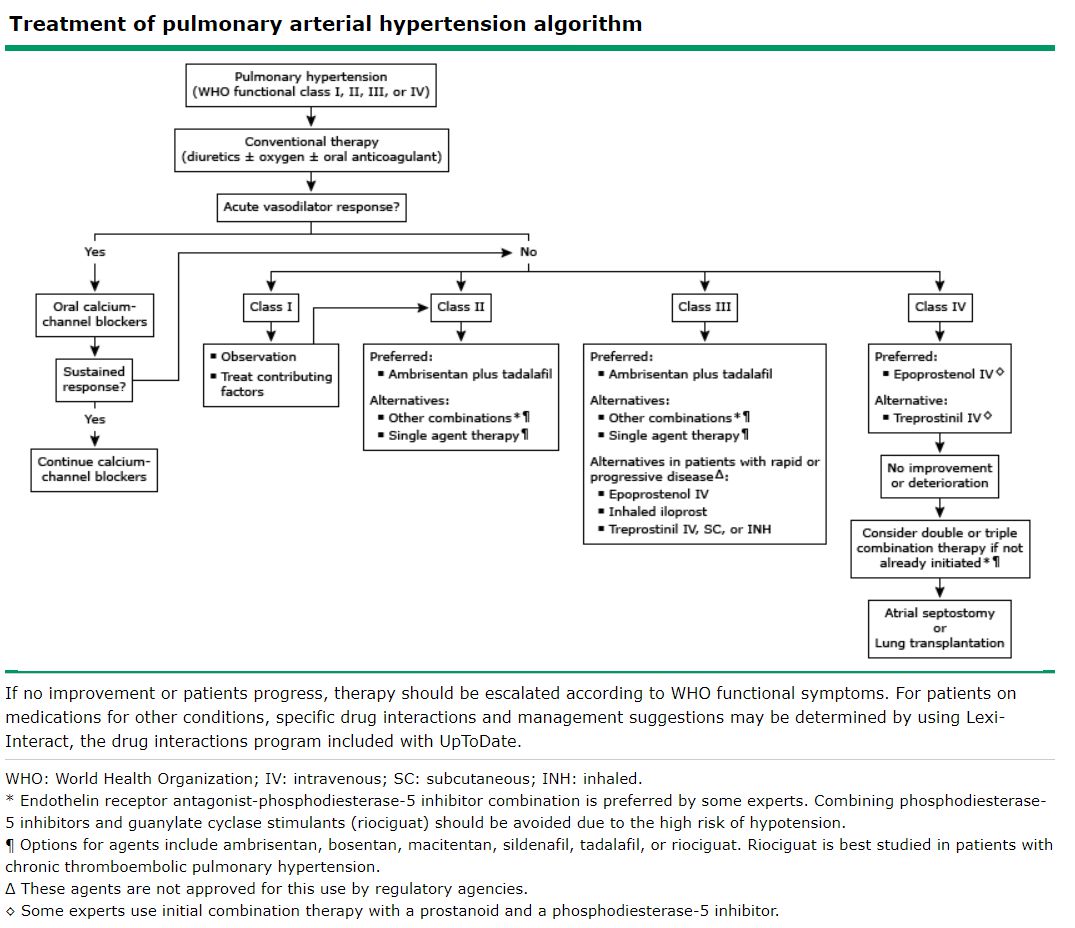 Treatment of pulmonary arterial hypertension algorithm
Pulmonary hypertension
(WHO functional class I, II, III, or IV)
Conventional therapy
(diuretics ± oxygen ± oral anticoagulant)
Acute vasodilator response?
Yes
No
Oral calcium-
channel blockers
Sustained
response?
Yes
Continue calcium-
channel blockers
Class I
▪ Observation
▪ Treat contributing
factors
Class II
Preferred:
▪ Ambrisentan plus tadalafil
Alternatives:
▪ Other combinations*¶
▪ Single agent therapy¶
Class III
Preferred:
▪ Ambrisentan plus tadalafil
Alternatives:
▪ Other combinations*¶
▪ Single agent therapy¶
Alternatives in patients with rapid or
progressive diseaseΔ:
▪ Epoprostenol IV
▪ Inhaled iloprost
▪ Treprostinil IV, SC, or INH
Class IV
Preferred:
▪ Epoprostenol IV◇
Alternative:
▪ Treprostinil IV◇
No improvement
or deterioration
Consider double or triple
combination therapy if not
already initiated*¶
Atrial septostomy
or
Lung transplantation
If no improvement or patients progress, therapy should be escalated according to WHO functional symptoms. For patients on
medications for other conditions, specific drug interactions and management suggestions may be determined by using Lexi-
Interact, the drug interactions program included with UpToDate.
WHO: World Health Organization; IV: intravenous; SC: subcutaneous; INH: inhaled.
* Endothelin receptor antagonist-phosphodiesterase-5 inhibitor combination is preferred by some experts. Combining phosphodiesterase-
5 inhibitors and guanylate cyclase stimulants (riociguat) should be avoided due to the high risk of hypotension.
¶ Options for agents include ambrisentan, bosentan, macitentan, sildenafil, tadalafil, or riociguat. Riociguat is best studied in patients with
chronic thromboembolic pulmonary hypertension.
Δ These agents are not approved for this use by regulatory agencies.
◇ Some experts use initial combination therapy with a prostanoid and a phosphodiesterase-5 inhibitor.